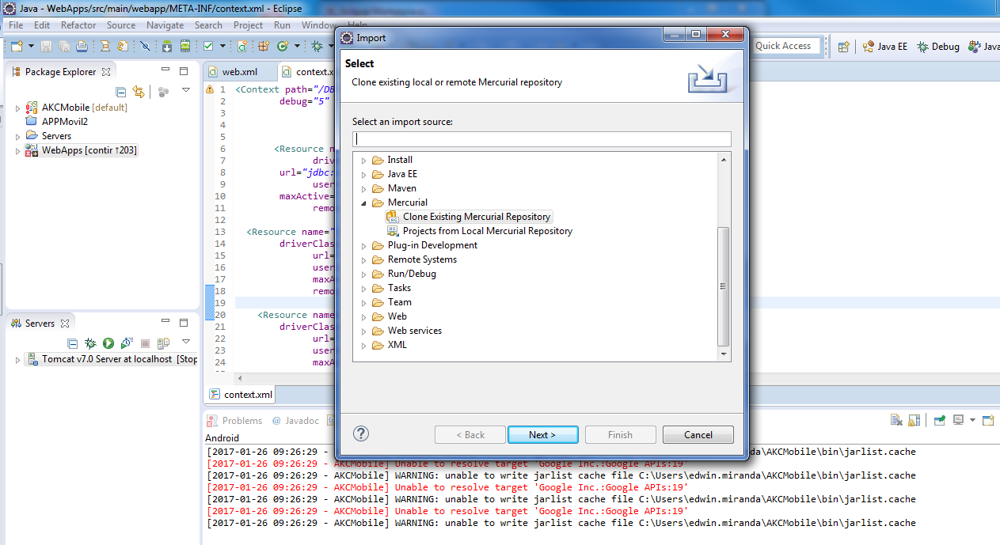 Java - WebApps/src/main/webapp/META-INF/context.xml - Eclipse
File Edit Refactor Source Navigate Search Project Run Window Help
Quick Access
Java EE
Debug
Java
Package Explorer
AKCMobile [default]
APPMovil2
Servers
WebApps [contir ↑203]
Servers
Tomcat v7.0 Server at localhost [Stop
web.xml
context.x
1 <Context path="/DB
2 debug="5"
3
4
5
6 <Resource n
7 driv
8 url="jdbc:
9 user
10 maxActive=
11 remo
12
13 <Resource name="
14 driverClas
15 url=
16 user
17 maxA
18 remo
19
20 <Resource name
21 driverClas
22 url=
23 user
24 maxA
context.xml
Import
Select
Clone existing local or remote Mercurial repository
Select an import source:
Install
Java EE
Maven
Mercurial
Clone Existing Mercurial Repository
Projects from Local Mercurial Repository
Plug-in Development
Remote Systems
Run/Debug
Tasks
Team
Web
Web services
XML
?
< Back
Next >
Finish
Cancel
Problems
@ Javadoc
Android
[2017-01-26 09:26:29 - da\AKCMobile\bin\jarlist.cache
[2017-01-26 09:26:29 - AKCMobile] Unable to resolve target 'Google Inc.:Google APIs:19'
[2017-01-26 09:26:29 - AKCMobile] WARNING: unable to write jarlist cache file C:\Users\edwin.miranda\AKCMobile\bin\jarlist.cache
[2017-01-26 09:26:29 - AKCMobile] Unable to resolve target 'Google Inc.:Google APIs:19'
[2017-01-26 09:26:29 - AKCMobile] WARNING: unable to write jarlist cache file C:\Users\edwin.miranda\AKCMobile\bin\jarlist.cache
[2017-01-26 09:26:29 - AKCMobile] Unable to resolve target 'Google Inc.:Google APIs:19'
[2017-01-26 09:26:29 - AKCMobile] WARNING: unable to write jarlist cache file C:\Users\edwin.miranda\AKCMobile\bin\jarlist.cache